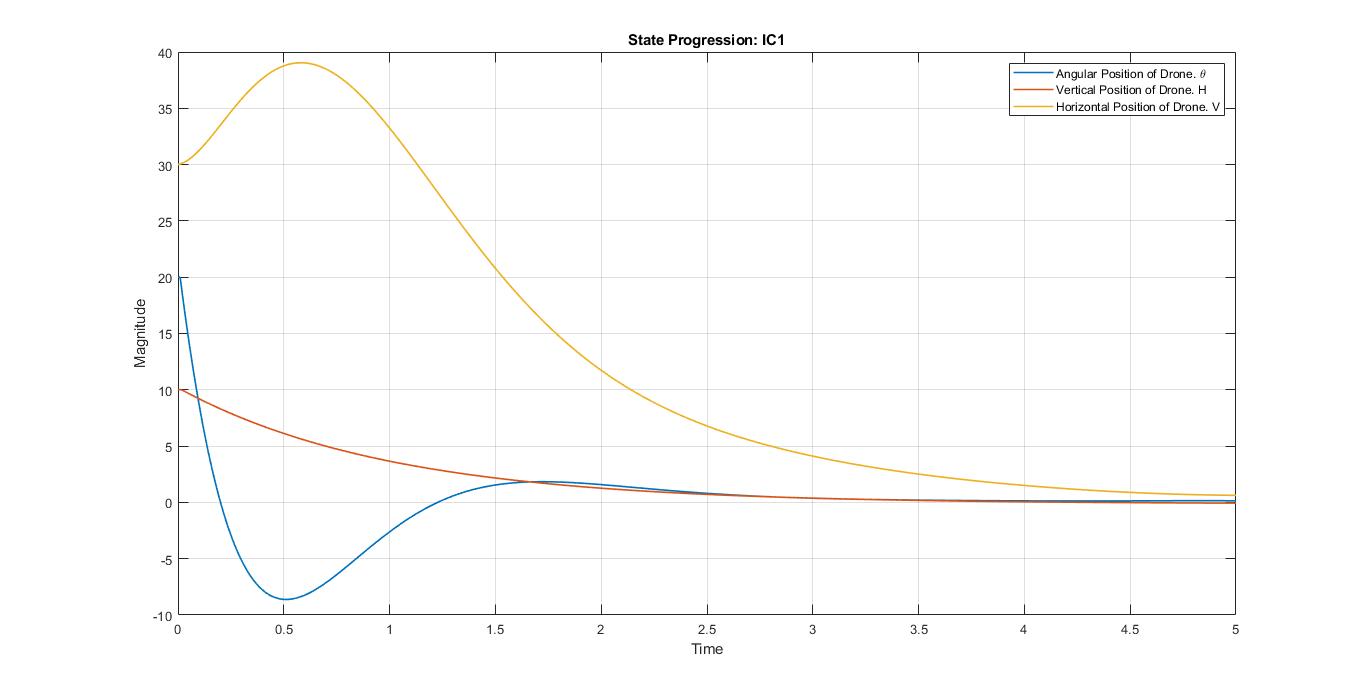 State Progression: IC1
40
35
30
25
20
15
10
5
0
-5
-10
Magnitude
Angular Position of Drone. θ
Vertical Position of Drone. H
Horizontal Position of Drone. V
0 0.5 1 1.5 2 2.5 3 3.5 4 4.5 5
Time